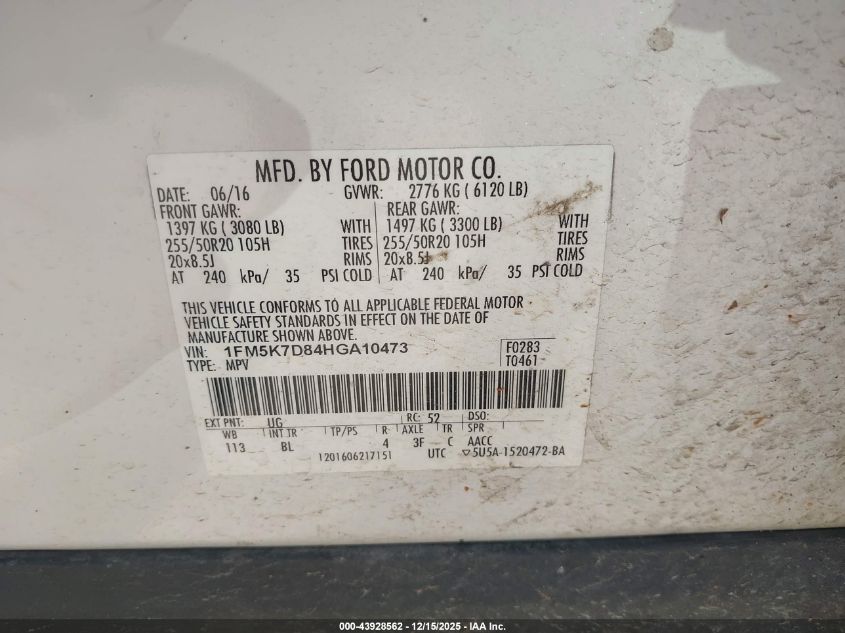 MFD. BY FORD MOTOR CO.
DATE: 06/16 GVWR: 2776 KG ( 6120 LB)
FRONT GAWR: REAR GAWR:
1397 KG ( 3080 LB) WITH 1497 KG ( 3300 LB) WITH
255/50R20 105H TIRES 255/50R20 105H TIRES
20x8.5J RIMS 20x8.5J RIMS
AT 240 kPa/ 35 PSI COLD AT 240 kPa/ 35 PSI COLD
THIS VEHICLE CONFORMS TO ALL APPLICABLE FEDERAL MOTOR
VEHICLE SAFETY STANDARDS IN EFFECT ON THE DATE OF
MANUFACTURE SHOWN ABOVE.
VIN: 1FM5K7D84HGA10473 F0283
TYPE: MPV T0461
EXT PNT: UG RC: 52 DSO:
WB INT TR TP/PS R AXLE TR SPR
113 BL 4 3F C AACC
1201606217151 UTC ▽5U5A-1520472-BA
000-43928562 - 12/15/2025 - IAA Inc.